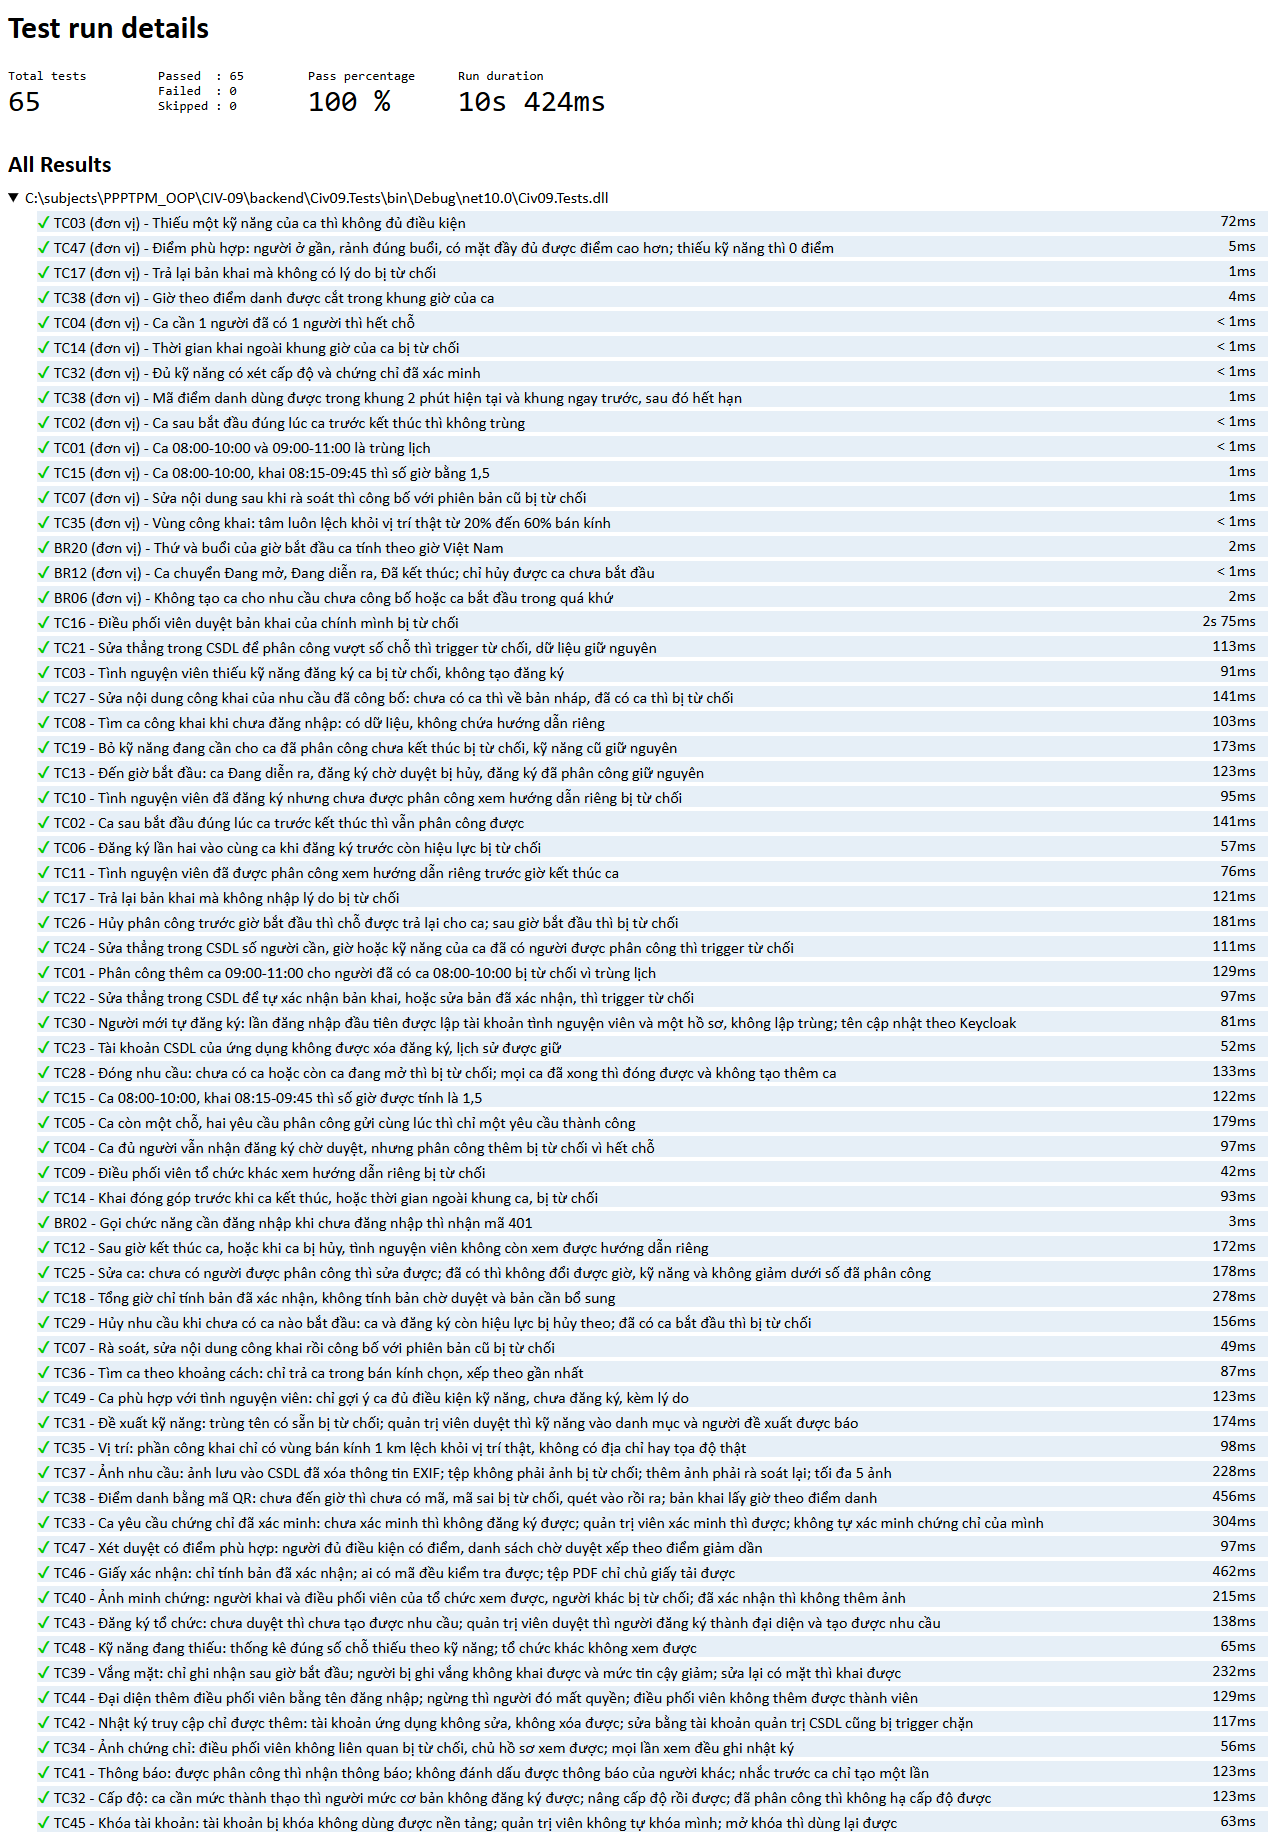 Test run details
Total tests
65
Passed : 65
Failed : 0
Skipped : 0
Pass percentage
100 %
Run duration
10s 424ms
All Results
C:\subjects\PPPTPM_OOP\CIV-09\backend\Civ09.Tests\bin\Debug\net10.0\Civ09.Tests.dll
✓ TC03 (đơn vị) - Thiếu một kỹ năng của ca thì không đủ điều kiện 72ms
✓ TC47 (đơn vị) - Điểm phù hợp: người ở gần, rảnh đúng buổi, có mặt đầy đủ được điểm cao hơn; thiếu kỹ năng thì 0 điểm 5ms
✓ TC17 (đơn vị) - Trả lại bản khai mà không có lý do bị từ chối 1ms
✓ TC38 (đơn vị) - Giờ theo điểm danh được cắt trong khung giờ của ca 4ms
✓ TC04 (đơn vị) - Ca cần 1 người đã có 1 người thì hết chỗ < 1ms
✓ TC14 (đơn vị) - Thời gian khai ngoài khung giờ của ca bị từ chối < 1ms
✓ TC32 (đơn vị) - Đủ kỹ năng có xét cấp độ và chứng chỉ đã xác minh < 1ms
✓ TC38 (đơn vị) - Mã điểm danh dùng được trong khung 2 phút hiện tại và khung ngay trước, sau đó hết hạn 1ms
✓ TC02 (đơn vị) - Ca sau bắt đầu đúng lúc ca trước kết thúc thì không trùng < 1ms
✓ TC01 (đơn vị) - Ca 08:00-10:00 và 09:00-11:00 là trùng lịch < 1ms
✓ TC15 (đơn vị) - Ca 08:00-10:00, khai 08:15-09:45 thì số giờ bằng 1,5 1ms
✓ TC07 (đơn vị) - Sửa nội dung sau khi rà soát thì công bố với phiên bản cũ bị từ chối 1ms
✓ TC35 (đơn vị) - Vùng công khai: tâm luôn lệch khỏi vị trí thật từ 20% đến 60% bán kính < 1ms
✓ BR20 (đơn vị) - Thứ và buổi của giờ bắt đầu ca tính theo giờ Việt Nam 2ms
✓ BR12 (đơn vị) - Ca chuyển Đang mở, Đang diễn ra, Đã kết thúc; chỉ hủy được ca chưa bắt đầu < 1ms
✓ BR06 (đơn vị) - Không tạo ca cho nhu cầu chưa công bố hoặc ca bắt đầu trong quá khứ 2ms
✓ TC16 - Điều phối viên duyệt bản khai của chính mình bị từ chối 2s 75ms
✓ TC21 - Sửa thẳng trong CSDL để phân công vượt số chỗ thì trigger từ chối, dữ liệu giữ nguyên 113ms
✓ TC03 - Tình nguyện viên thiếu kỹ năng đăng ký ca bị từ chối, không tạo đăng ký 91ms
✓ TC27 - Sửa nội dung công khai của nhu cầu đã công bố: chưa có ca thì về bản nháp, đã có ca thì bị từ chối 141ms
✓ TC08 - Tìm ca công khai khi chưa đăng nhập: có dữ liệu, không chứa hướng dẫn riêng 103ms
✓ TC19 - Bỏ kỹ năng đang cần cho ca đã phân công chưa kết thúc bị từ chối, kỹ năng cũ giữ nguyên 173ms
✓ TC13 - Đến giờ bắt đầu: ca Đang diễn ra, đăng ký chờ duyệt bị hủy, đăng ký đã phân công giữ nguyên 123ms
✓ TC10 - Tình nguyện viên đã đăng ký nhưng chưa được phân công xem hướng dẫn riêng bị từ chối 95ms
✓ TC02 - Ca sau bắt đầu đúng lúc ca trước kết thúc thì vẫn phân công được 141ms
✓ TC06 - Đăng ký lần hai vào cùng ca khi đăng ký trước còn hiệu lực bị từ chối 57ms
✓ TC11 - Tình nguyện viên đã được phân công xem hướng dẫn riêng trước giờ kết thúc ca 76ms
✓ TC17 - Trả lại bản khai mà không nhập lý do bị từ chối 121ms
✓ TC26 - Hủy phân công trước giờ bắt đầu thì chỗ được trả lại cho ca; sau giờ bắt đầu thì bị từ chối 181ms
✓ TC24 - Sửa thẳng trong CSDL số người cần, giờ hoặc kỹ năng của ca đã có người được phân công thì trigger từ chối 111ms
✓ TC01 - Phân công thêm ca 09:00-11:00 cho người đã có ca 08:00-10:00 bị từ chối vì trùng lịch 129ms
✓ TC22 - Sửa thẳng trong CSDL để tự xác nhận bản khai, hoặc sửa bản đã xác nhận, thì trigger từ chối 97ms
✓ TC30 - Người mới tự đăng ký: lần đăng nhập đầu tiên được lập tài khoản tình nguyện viên và một hồ sơ, không lập trùng; tên cập nhật theo Keycloak 81ms
✓ TC23 - Tài khoản CSDL của ứng dụng không được xóa đăng ký, lịch sử được giữ 52ms
✓ TC28 - Đóng nhu cầu: chưa có ca hoặc còn ca đang mở thì bị từ chối; mọi ca đã xong thì đóng được và không tạo thêm ca 133ms
✓ TC15 - Ca 08:00-10:00, khai 08:15-09:45 thì số giờ được tính là 1,5 122ms
✓ TC05 - Ca còn một chỗ, hai yêu cầu phân công gửi cùng lúc thì chỉ một yêu cầu thành công 179ms
✓ TC04 - Ca đủ người vẫn nhận đăng ký chờ duyệt, nhưng phân công thêm bị từ chối vì hết chỗ 97ms
✓ TC09 - Điều phối viên tổ chức khác xem hướng dẫn riêng bị từ chối 42ms
✓ TC14 - Khai đóng góp trước khi ca kết thúc, hoặc thời gian ngoài khung ca, bị từ chối 93ms
✓ BR02 - Gọi chức năng cần đăng nhập khi chưa đăng nhập thì nhận mã 401 3ms
✓ TC12 - Sau giờ kết thúc ca, hoặc khi ca bị hủy, tình nguyện viên không còn xem được hướng dẫn riêng 172ms
✓ TC25 - Sửa ca: chưa có người được phân công thì sửa được; đã có thì không đổi được giờ, kỹ năng và không giảm dưới số đã phân công 178ms
✓ TC18 - Tổng giờ chỉ tính bản đã xác nhận, không tính bản chờ duyệt và bản cần bổ sung 278ms
✓ TC29 - Hủy nhu cầu khi chưa có ca nào bắt đầu: ca và đăng ký còn hiệu lực bị hủy theo; đã có ca bắt đầu thì bị từ chối 156ms
✓ TC07 - Rà soát, sửa nội dung công khai rồi công bố với phiên bản cũ bị từ chối 49ms
✓ TC36 - Tìm ca theo khoảng cách: chỉ trả ca trong bán kính chọn, xếp theo gần nhất 87ms
✓ TC49 - Ca phù hợp với tình nguyện viên: chỉ gợi ý ca đủ điều kiện kỹ năng, chưa đăng ký, kèm lý do 123ms
✓ TC31 - Đề xuất kỹ năng: trùng tên có sẵn bị từ chối; quản trị viên duyệt thì kỹ năng vào danh mục và người đề xuất được báo 174ms
✓ TC35 - Vị trí: phần công khai chỉ có vùng bán kính 1 km lệch khỏi vị trí thật, không có địa chỉ hay tọa độ thật 98ms
✓ TC37 - Ảnh nhu cầu: ảnh lưu vào CSDL đã xóa thông tin EXIF; tệp không phải ảnh bị từ chối; thêm ảnh phải rà soát lại; tối đa 5 ảnh 228ms
✓ TC38 - Điểm danh bằng mã QR: chưa đến giờ thì chưa có mã, mã sai bị từ chối, quét vào rồi ra; bản khai lấy giờ theo điểm danh 456ms
✓ TC33 - Ca yêu cầu chứng chỉ đã xác minh: chưa xác minh thì không đăng ký được; quản trị viên xác minh thì được; không tự xác minh chứng chỉ của mình 304ms
✓ TC47 - Xét duyệt có điểm phù hợp: người đủ điều kiện có điểm, danh sách chờ duyệt xếp theo điểm giảm dần 97ms
✓ TC46 - Giấy xác nhận: chỉ tính bản đã xác nhận; ai có mã đều kiểm tra được; tệp PDF chỉ chủ giấy tải được 462ms
✓ TC40 - Ảnh minh chứng: người khai và điều phối viên của tổ chức xem được, người khác bị từ chối; đã xác nhận thì không thêm ảnh 215ms
✓ TC43 - Đăng ký tổ chức: chưa duyệt thì chưa tạo được nhu cầu; quản trị viên duyệt thì người đăng ký thành đại diện và tạo được nhu cầu 138ms
✓ TC48 - Kỹ năng đang thiếu: thống kê đúng số chỗ thiếu theo kỹ năng; tổ chức khác không xem được 65ms
✓ TC39 - Vắng mặt: chỉ ghi nhận sau giờ bắt đầu; người bị ghi vắng không khai được và mức tin cậy giảm; sửa lại có mặt thì khai được 232ms
✓ TC44 - Đại diện thêm điều phối viên bằng tên đăng nhập; ngừng thì người đó mất quyền; điều phối viên không thêm được thành viên 129ms
✓ TC42 - Nhật ký truy cập chỉ được thêm: tài khoản ứng dụng không sửa, không xóa được; sửa bằng tài khoản quản trị CSDL cũng bị trigger chặn 117ms
✓ TC34 - Ảnh chứng chỉ: điều phối viên không liên quan bị từ chối, chủ hồ sơ xem được; mọi lần xem đều ghi nhật ký 56ms
✓ TC41 - Thông báo: được phân công thì nhận thông báo; không đánh dấu được thông báo của người khác; nhắc trước ca chỉ tạo một lần 123ms
✓ TC32 - Cấp độ: ca cần mức thành thạo thì người mức cơ bản không đăng ký được; nâng cấp độ rồi được; đã phân công thì không hạ cấp độ được 123ms
✓ TC45 - Khóa tài khoản: tài khoản bị khóa không dùng được nền tảng; quản trị viên không tự khóa mình; mở khóa thì dùng lại được 63ms